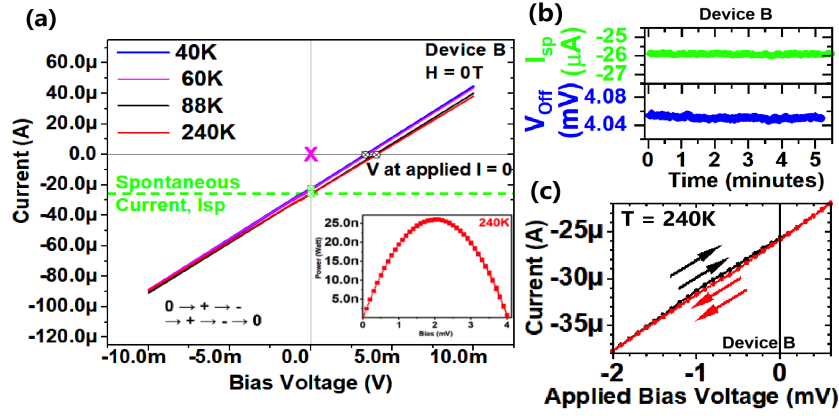 (a)
Device B
H = 0T
40K
60K
88K
240K
60.0µ
40.0µ
20.0µ
0.0
-20.0µ
-40.0µ
-60.0µ
-80.0µ
-100.0µ
-120.0µ
Current (A)
X
V at applied I = 0
Spontaneous
Current, Isp
0 → + → -
→ + → - → 0
-10.0m
-5.0m
0.0
5.0m
10.0m
Bias Voltage (V)
240K
25.0n
20.0n
15.0n
10.0n
5.0n
Power (Watt)
0
1
2
3
4
Bias (mV)
(b)
Device B
Isp
(µA)
-25
-26
-27
VOff
(mV)
4.08
4.04
0
1
2
3
4
5
Time (minutes)
(c)
T = 240K
-25µ
-30µ
-35µ
Current (A)
Device B
-2
-1
0
Applied Bias Voltage (mV)